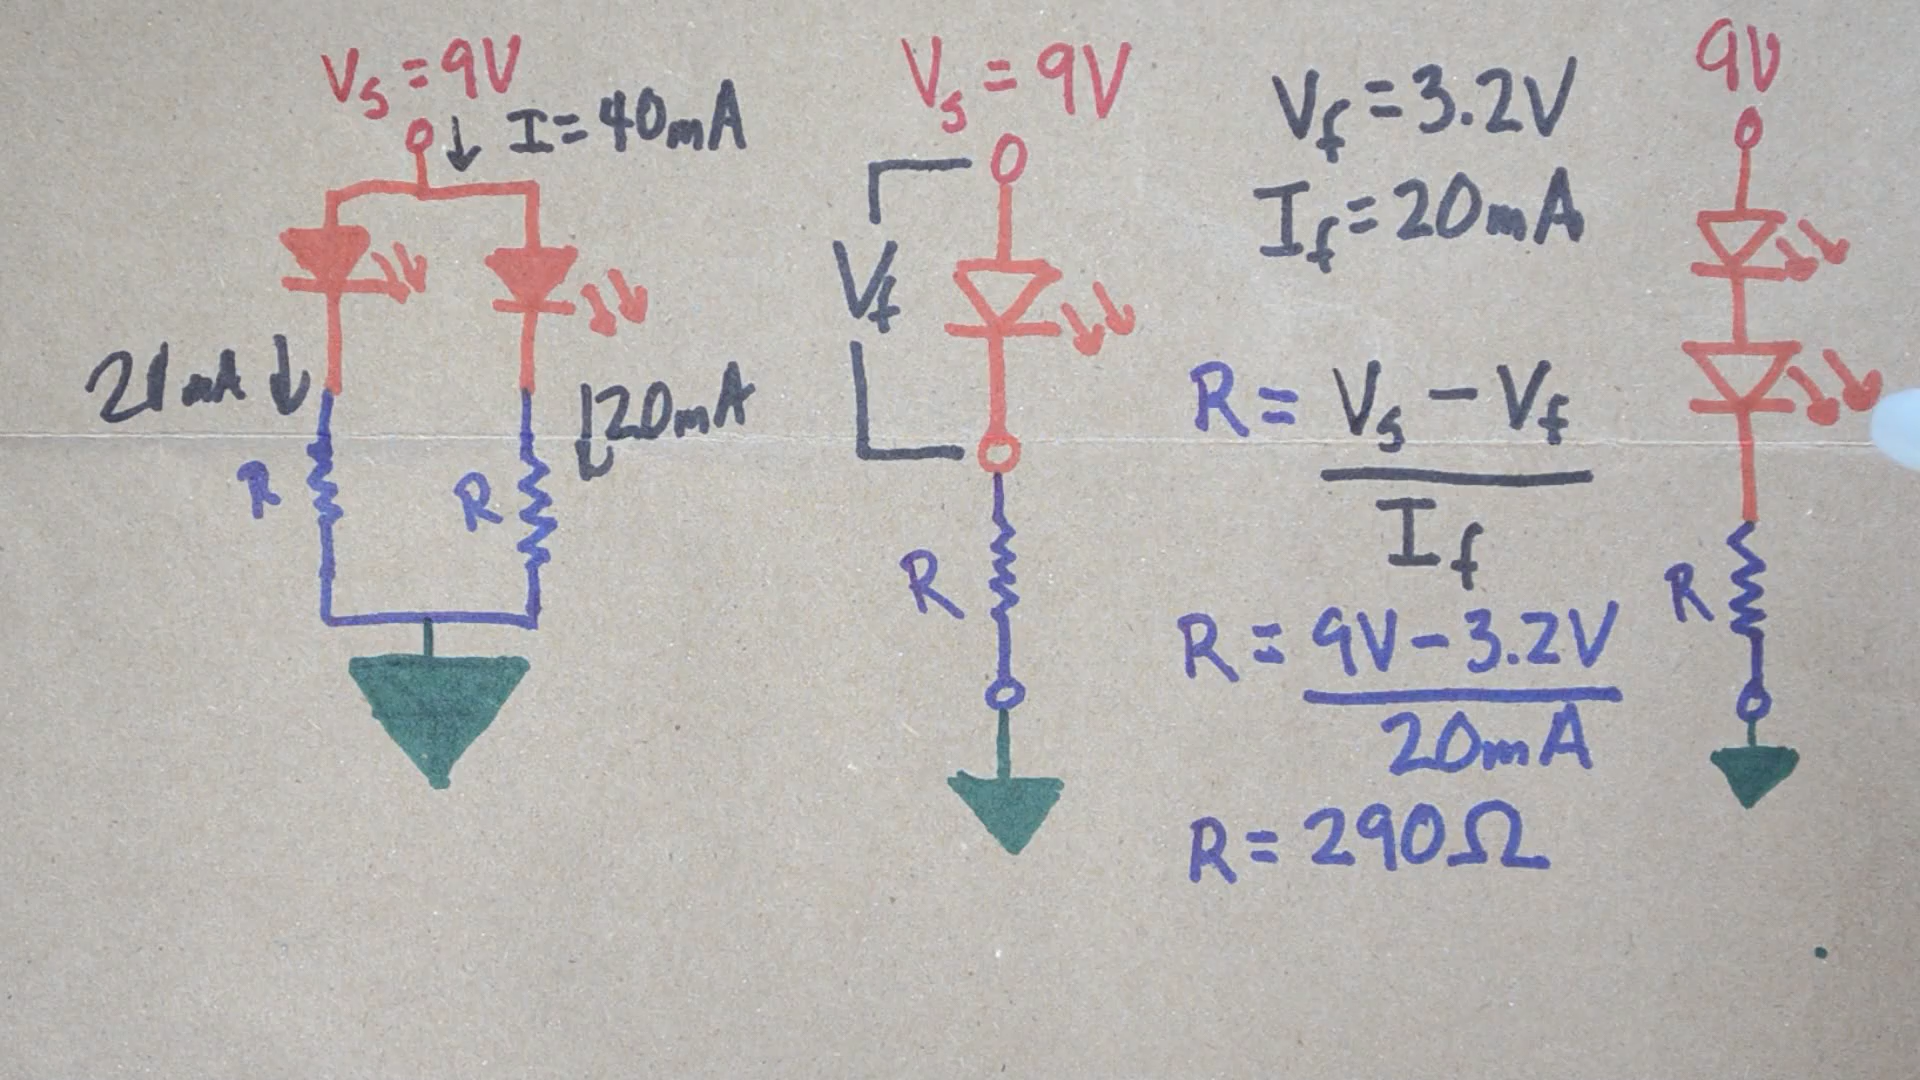 Vs = 9V
I = 40mA
21mA
20mA
R
R
Vs = 9V
Vf
R
Vf = 3.2V
If = 20mA
R = Vs - Vf
If
R = 9V - 3.2V
20mA
R = 290Ω
9V
R